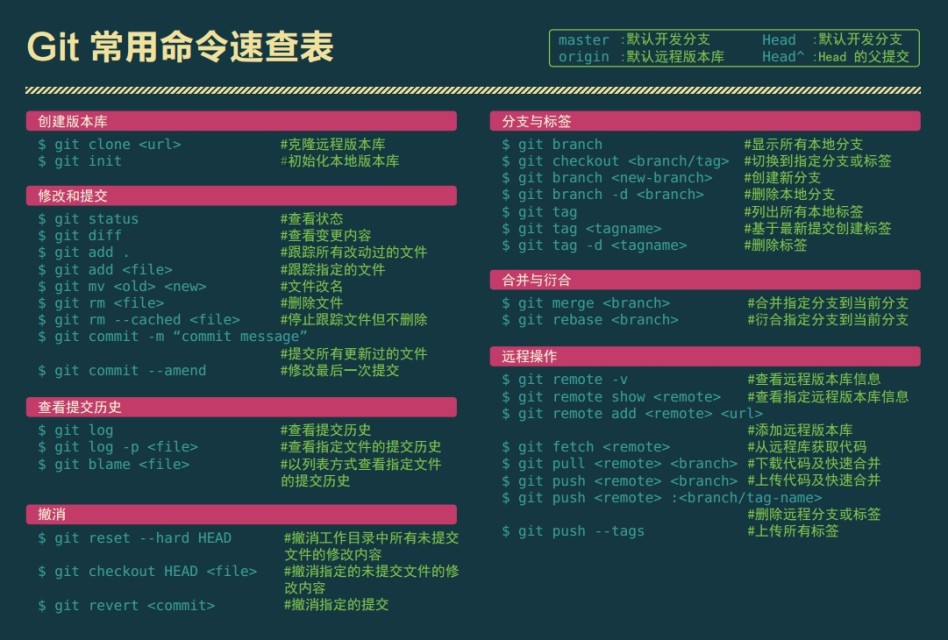 Git 常用命令速查表
master :默认开发分支 Head :默认开发分支
origin :默认远程版本库 Head^ :Head 的父提交
创建版本库
$ git clone <url> #克隆远程版本库
$ git init #初始化本地版本库
修改和提交
$ git status #查看状态
$ git diff #查看变更内容
$ git add . #跟踪所有改动过的文件
$ git add <file> #跟踪指定的文件
$ git mv <old> <new> #文件改名
$ git rm <file> #删除文件
$ git rm --cached <file> #停止跟踪文件但不删除
$ git commit -m “commit message”
#提交所有更新过的文件
$ git commit --amend #修改最后一次提交
查看提交历史
$ git log #查看提交历史
$ git log -p <file> #查看指定文件的提交历史
$ git blame <file> #以列表方式查看指定文件
的提交历史
撤消
$ git reset --hard HEAD #撤消工作目录中所有未提交
文件的修改内容
$ git checkout HEAD <file> #撤消指定的未提交文件的修
改内容
$ git revert <commit> #撤消指定的提交
分支与标签
$ git branch #显示所有本地分支
$ git checkout <branch/tag> #切换到指定分支或标签
$ git branch <new-branch> #创建新分支
$ git branch -d <branch> #删除本地分支
$ git tag #列出所有本地标签
$ git tag <tagname> #基于最新提交创建标签
$ git tag -d <tagname> #删除标签
合并与衍合
$ git merge <branch> #合并指定分支到当前分支
$ git rebase <branch> #衍合指定分支到当前分支
远程操作
$ git remote -v #查看远程版本库信息
$ git remote show <remote> #查看指定远程版本库信息
$ git remote add <remote> <url>
#添加远程版本库
$ git fetch <remote> #从远程库获取代码
$ git pull <remote> <branch> #下载代码及快速合并
$ git push <remote> <branch> #上传代码及快速合并
$ git push <remote> :<branch/tag-name>
#删除远程分支或标签
$ git push --tags #上传所有标签